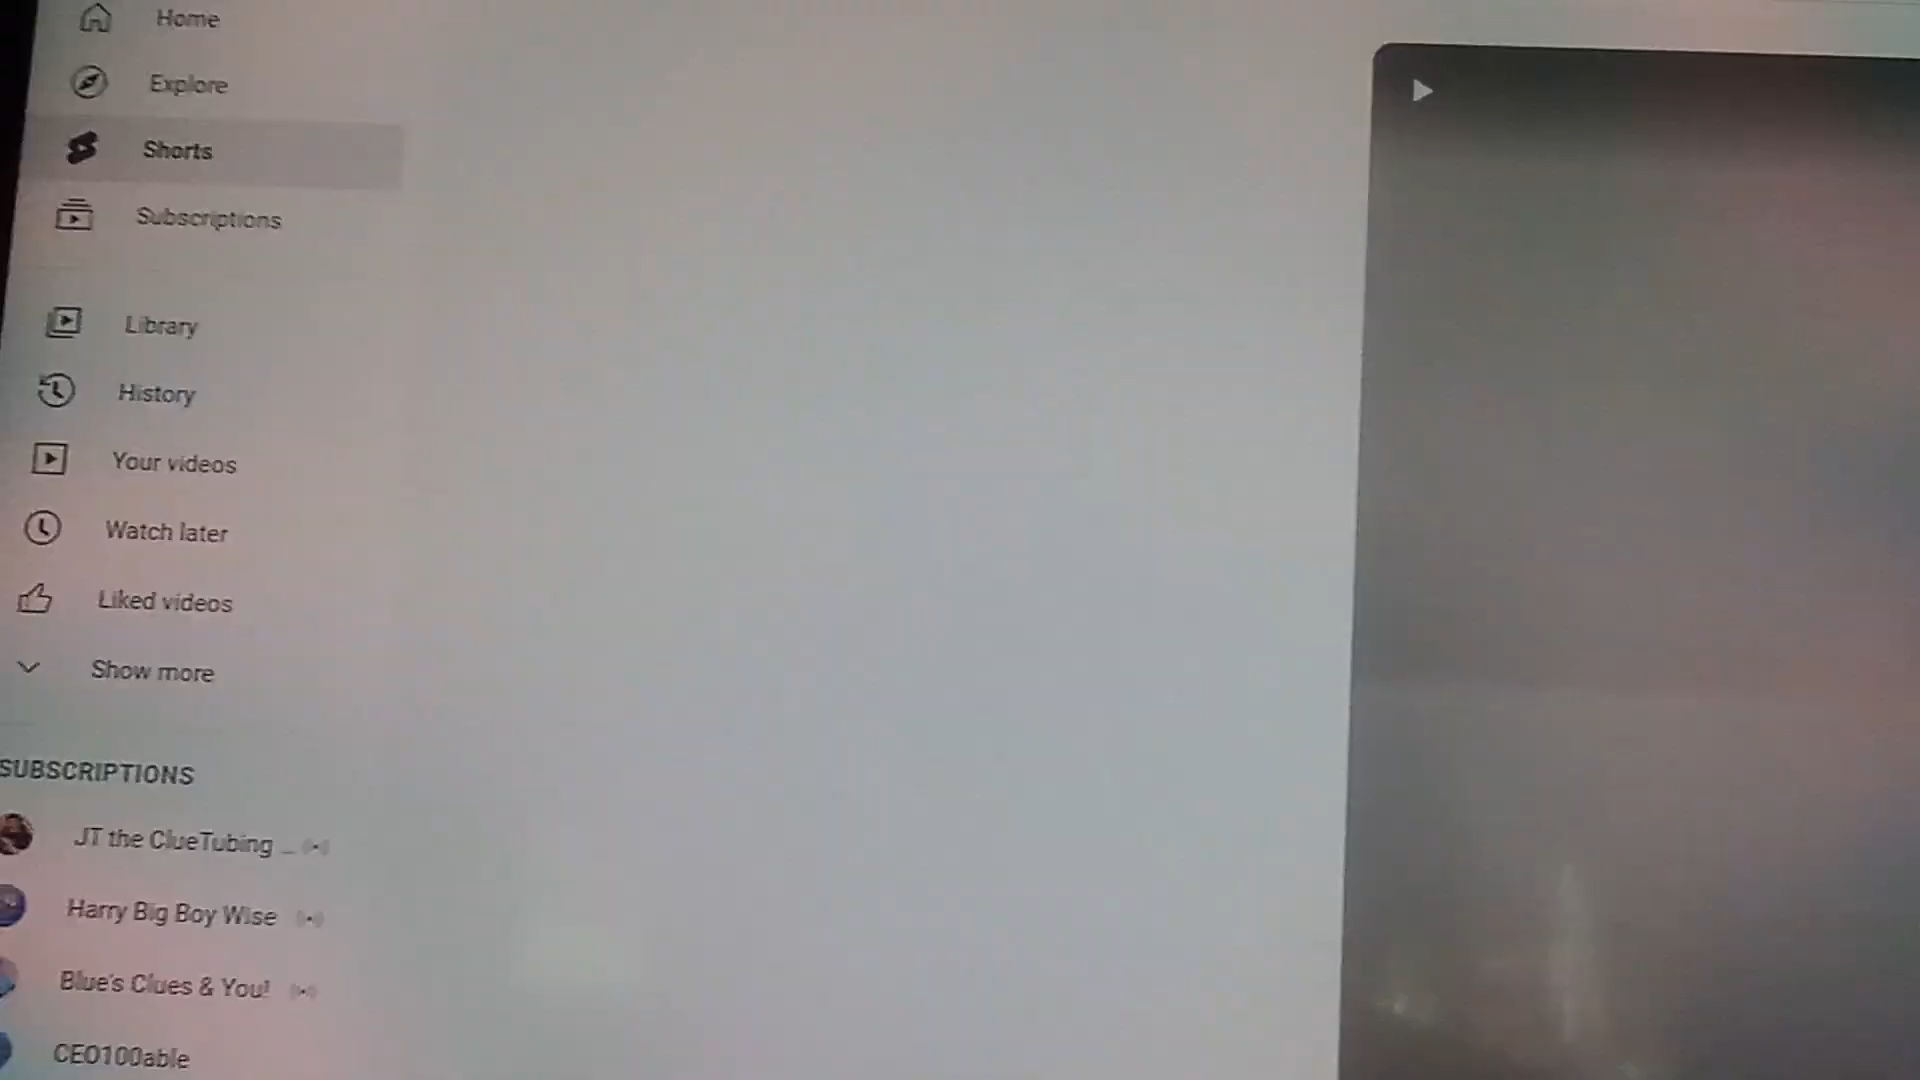 Home
Explore
Shorts
Subscriptions
Library
History
Your videos
Watch later
Liked videos
Show more
SUBSCRIPTIONS
JT the ClueTubing ...
Harry Big Boy Wise
Blue's Clues & You!
CEO100able